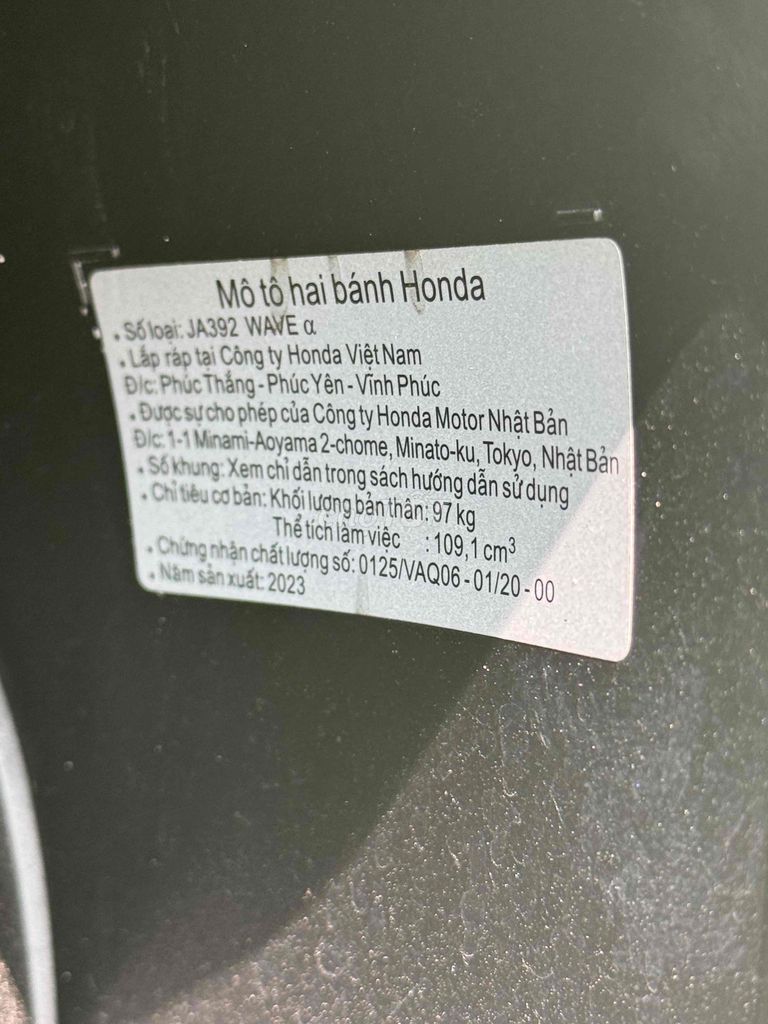 Mô tô hai bánh Honda
• Số loại: JA392 WAVE α
• Lắp ráp tại Công ty Honda Việt Nam
Đ/c: Phúc Thắng - Phúc Yên - Vĩnh Phúc
• Được sự cho phép của Công ty Honda Motor Nhật Bản
Đ/c: 1-1 Minami-Aoyama 2-chome, Minato-ku, Tokyo, Nhật Bản
• Số khung: Xem chỉ dẫn trong sách hướng dẫn sử dụng
• Chỉ tiêu cơ bản: Khối lượng bản thân: 97 kg
Thể tích làm việc : 109,1 cm³
• Chứng nhận chất lượng số: 0125/VAQ06 - 01/20 - 00
• Năm sản xuất: 2023